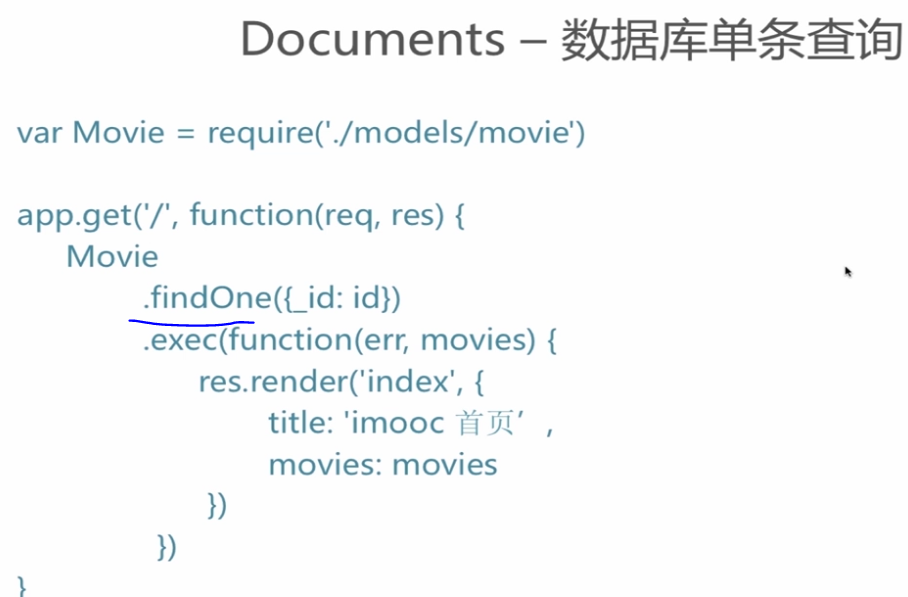 Documents – 数据库单条查询
var Movie = require('./models/movie')
app.get('/', function(req, res) {
Movie
.findOne({_id: id})
.exec(function(err, movies) {
res.render('index', {
title: 'imooc 首页’ ,
movies: movies
})
})
}